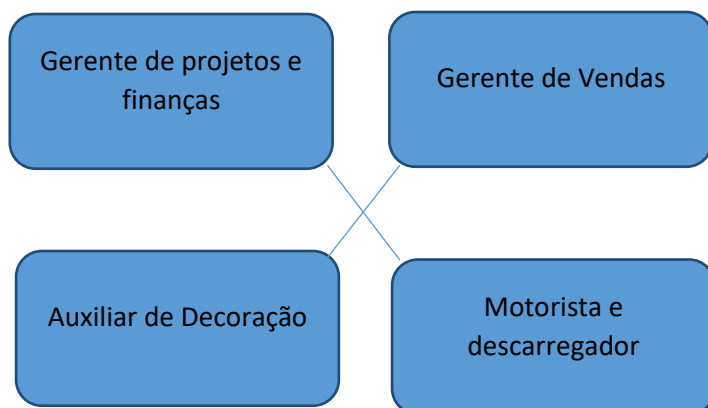 Gerente de projetos e
finanças
Gerente de Vendas
Auxiliar de Decoração
Motorista e
descarregador